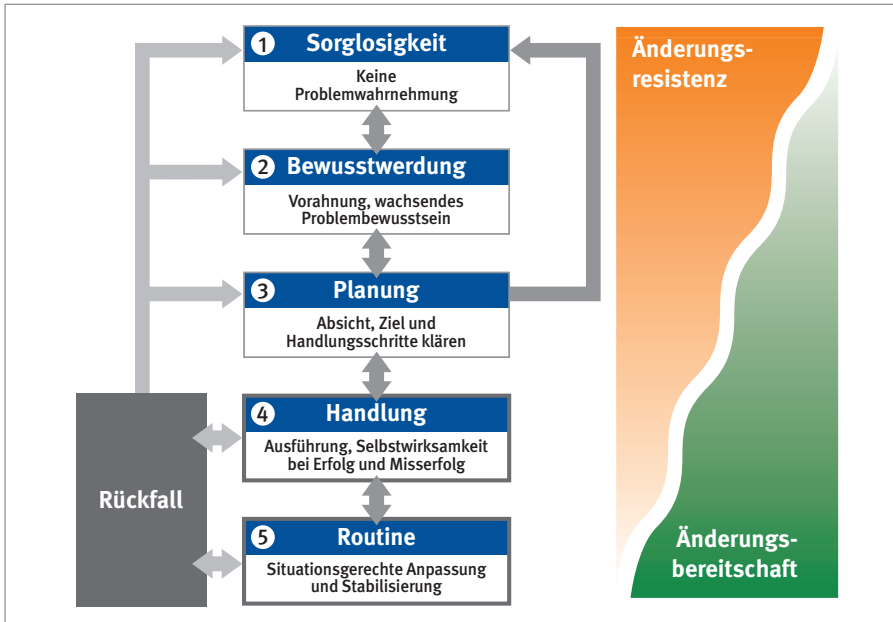 1 Sorglosigkeit
Keine
Problemwahrnehmung
2 Bewusstwerdung
Vorahnung, wachsendes
Problembewusstsein
3 Planung
Absicht, Ziel und
Handlungsschritte klären
4 Handlung
Ausführung, Selbstwirksamkeit
bei Erfolg und Misserfolg
5 Routine
Situationsgerechte Anpassung
und Stabilisierung
Rückfall
Änderungs-
resistenz
Änderungs-
bereitschaft